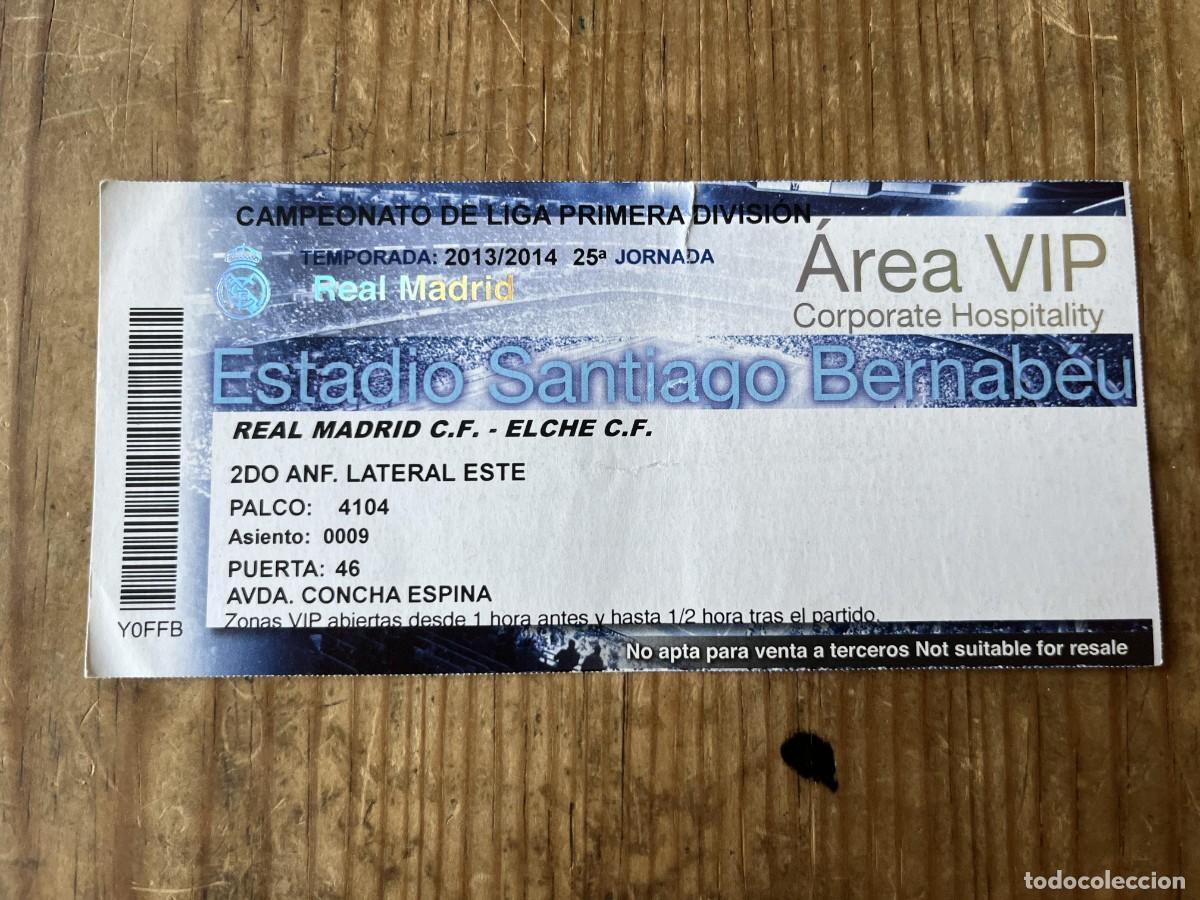 CAMPEONATO DE LIGA PRIMERA DIVISIÓN
TEMPORADA: 2013/2014 25ª JORNADA
Real Madrid
Área VIP
Corporate Hospitality
Estadio Santiago Bernabéu
REAL MADRID C.F. - ELCHE C.F.
2DO ANF. LATERAL ESTE
PALCO: 4104
Asiento: 0009
PUERTA: 46
AVDA. CONCHA ESPINA
Zonas VIP abiertas desde 1 hora antes y hasta 1/2 hora tras el partido.
Y0FFB
No apta para venta a terceros Not suitable for resale
todocoleccion